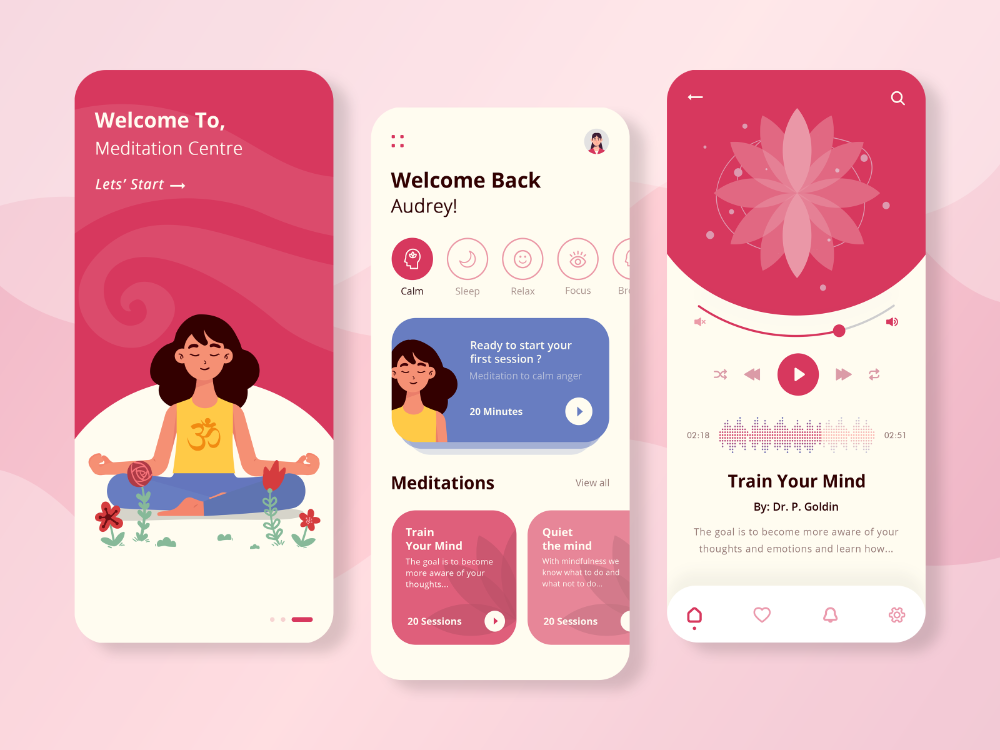 Welcome To,
Meditation Centre
Lets' Start →
ॐ
Welcome Back
Audrey!
Calm
Sleep
Relax
Focus
Ready to start your
first session ?
Meditation to calm anger
20 Minutes
Meditations
View all
Train
Your Mind
The goal is to become
more aware of your
thoughts...
20 Sessions
Quiet
the mind
With mindfulness we
know what to do and
what not to do...
20 Sessions
02:18
02:51
Train Your Mind
By: Dr. P. Goldin
The goal is to become more aware of your
thoughts and emotions and learn how...